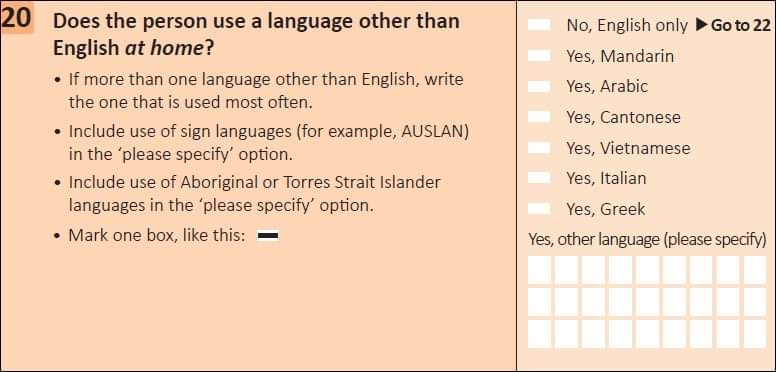 20 Does the person use a language other than
English at home?
• If more than one language other than English, write
the one that is used most often.
• Include use of sign languages (for example, AUSLAN)
in the ‘please specify’ option.
• Include use of Aboriginal or Torres Strait Islander
languages in the ‘please specify’ option.
• Mark one box, like this:
No, English only ▶ Go to 22
Yes, Mandarin
Yes, Arabic
Yes, Cantonese
Yes, Vietnamese
Yes, Italian
Yes, Greek
Yes, other language (please specify)